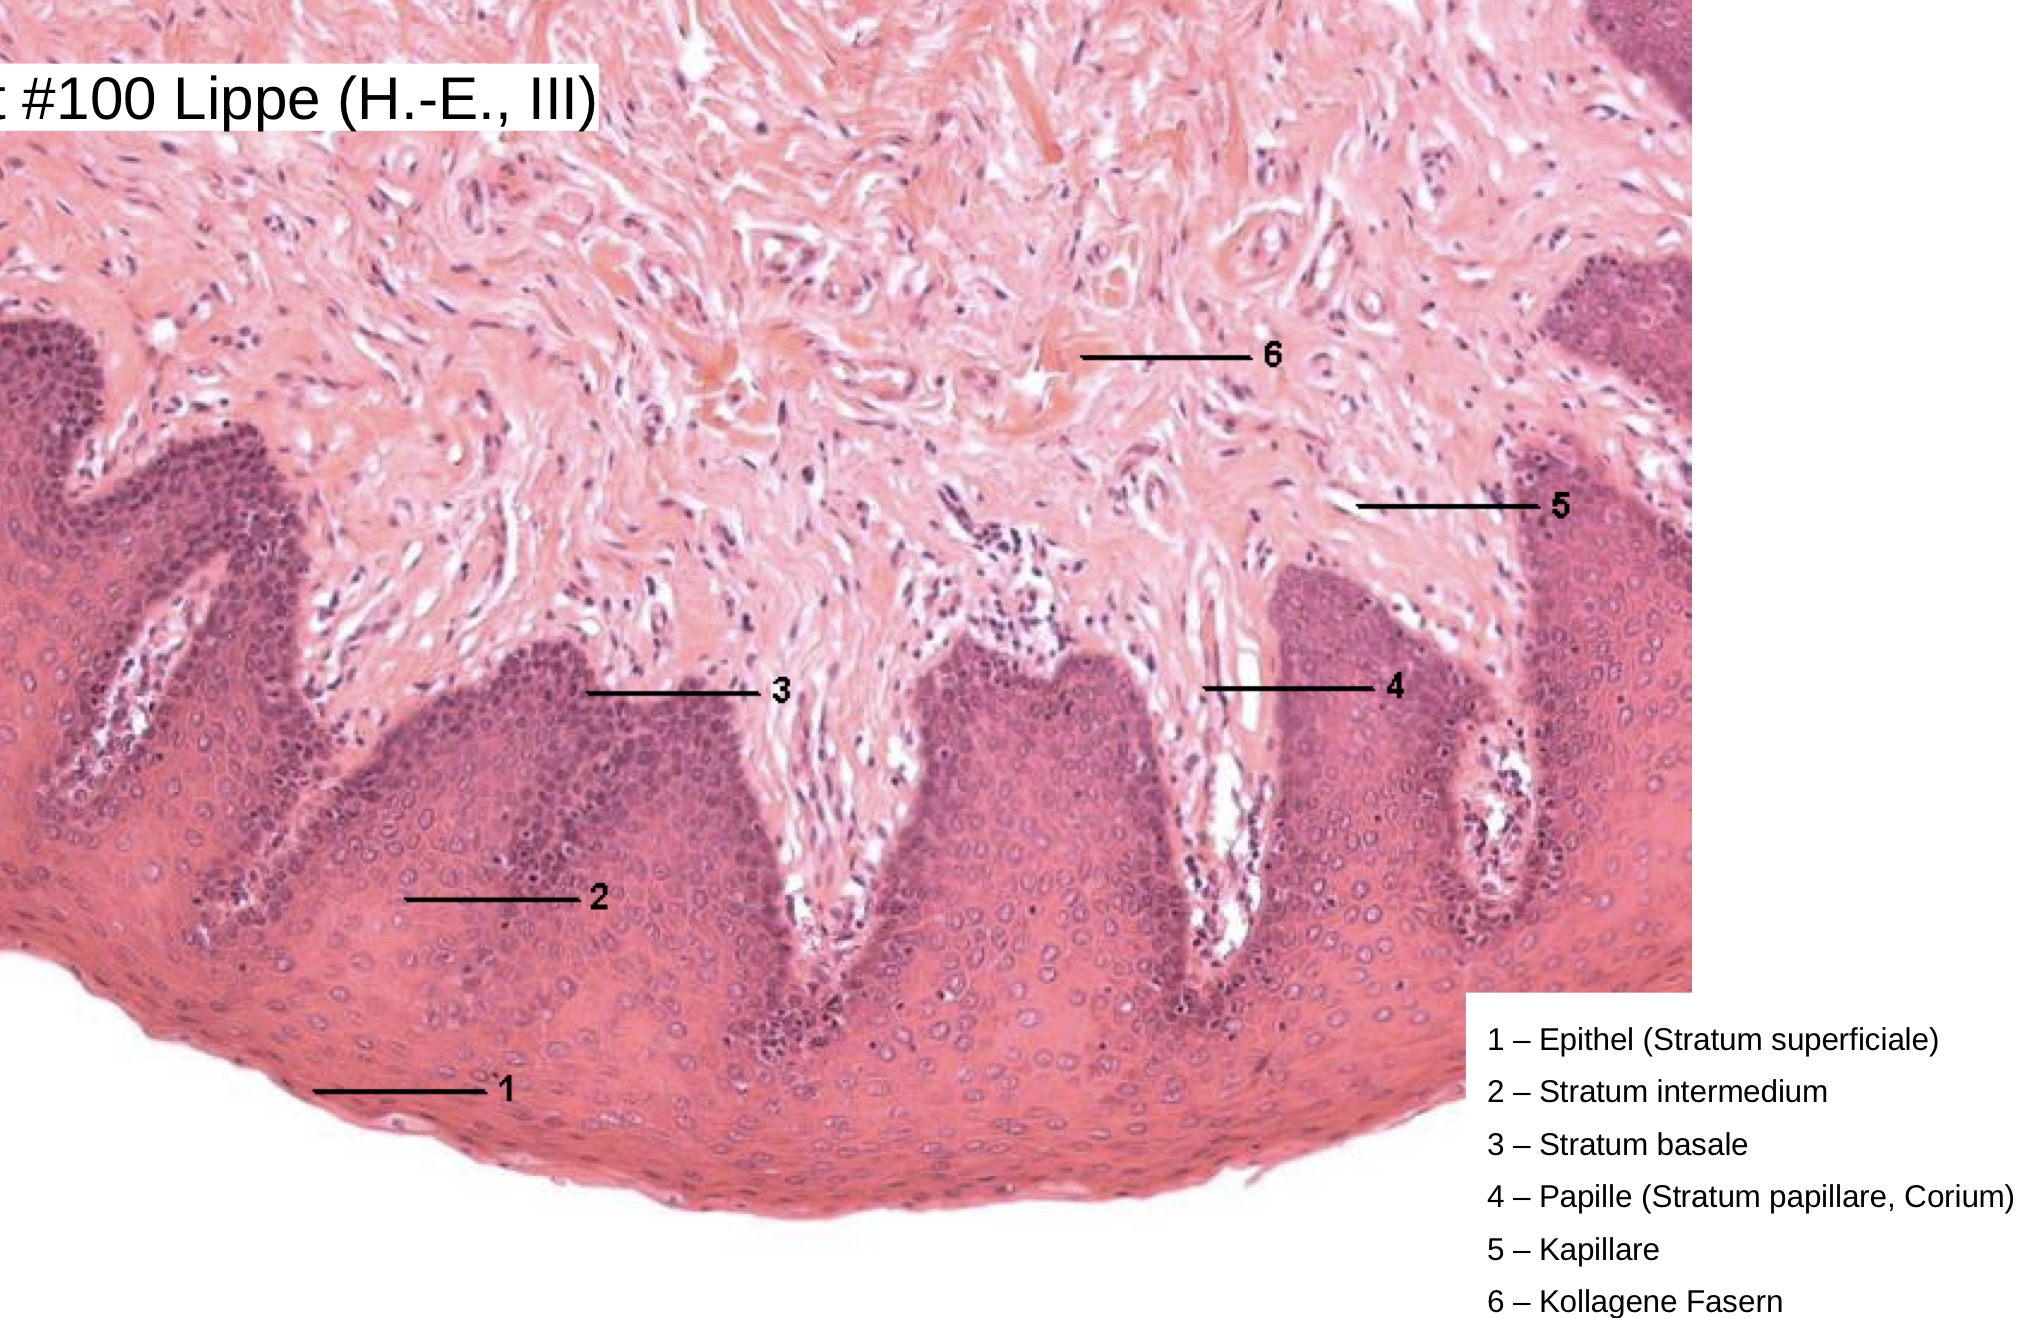 #100 Lippe (H.-E., III)
6
5
3
4
2
1
1 – Epithel (Stratum superficiale)
2 – Stratum intermedium
3 – Stratum basale
4 – Papille (Stratum papillare, Corium)
5 – Kapillare
6 – Kollagene Fasern